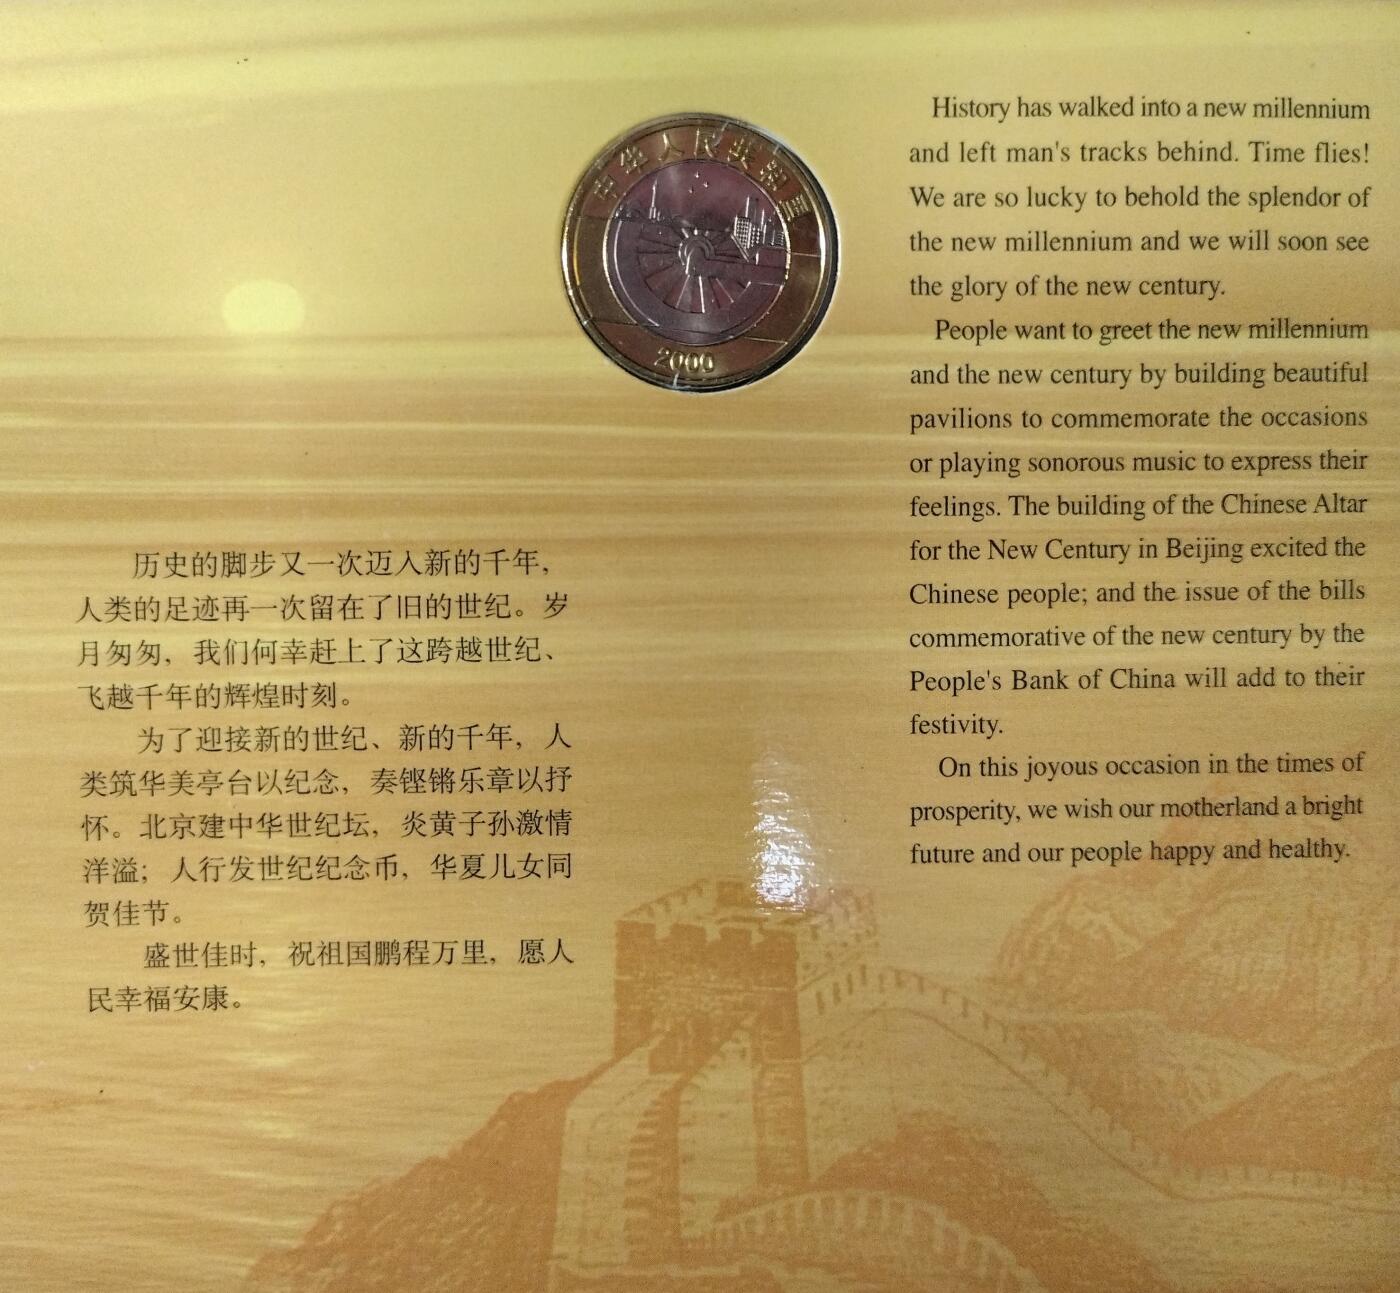 中华人民共和国
2000
历史的脚步又一次迈入新的千年，
人类的足迹再一次留在了旧的世纪。岁
月匆匆，我们何幸赶上了这跨越世纪、
飞越千年的辉煌时刻。
为了迎接新的世纪、新的千年，人
类筑华美亭台以纪念，奏铿锵乐章以抒
怀。北京建中华世纪坛，炎黄子孙激情
洋溢；人行发世纪纪念币，华夏儿女同
贺佳节。
盛世佳时，祝祖国鹏程万里，愿人
民幸福安康。
History has walked into a new millennium
and left man's tracks behind. Time flies!
We are so lucky to behold the splendor of
the new millennium and we will soon see
the glory of the new century.
People want to greet the new millennium
and the new century by building beautiful
pavilions to commemorate the occasions
or playing sonorous music to express their
feelings. The building of the Chinese Altar
for the New Century in Beijing excited the
Chinese people; and the issue of the bills
commemorative of the new century by the
People's Bank of China will add to their
festivity.
On this joyous occasion in the times of
prosperity, we wish our motherland a bright
future and our people happy and healthy.